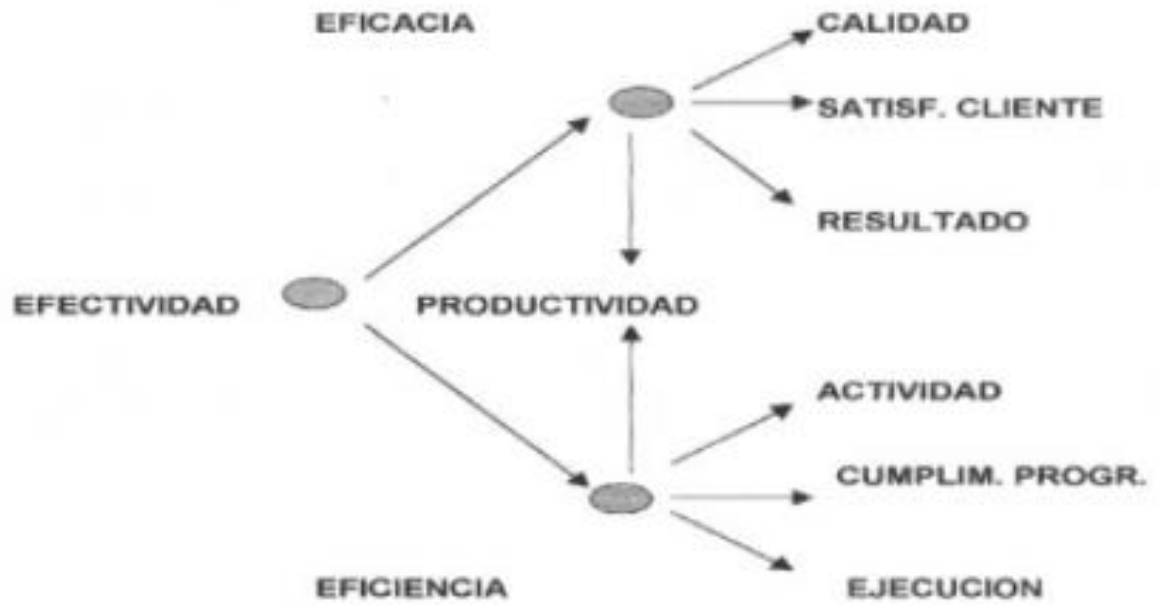 EFICACIA
CALIDAD
SATISF. CLIENTE
RESULTADO
EFECTIVIDAD
PRODUCTIVIDAD
ACTIVIDAD
CUMPLIM. PROGR.
EFICIENCIA
EJECUCION